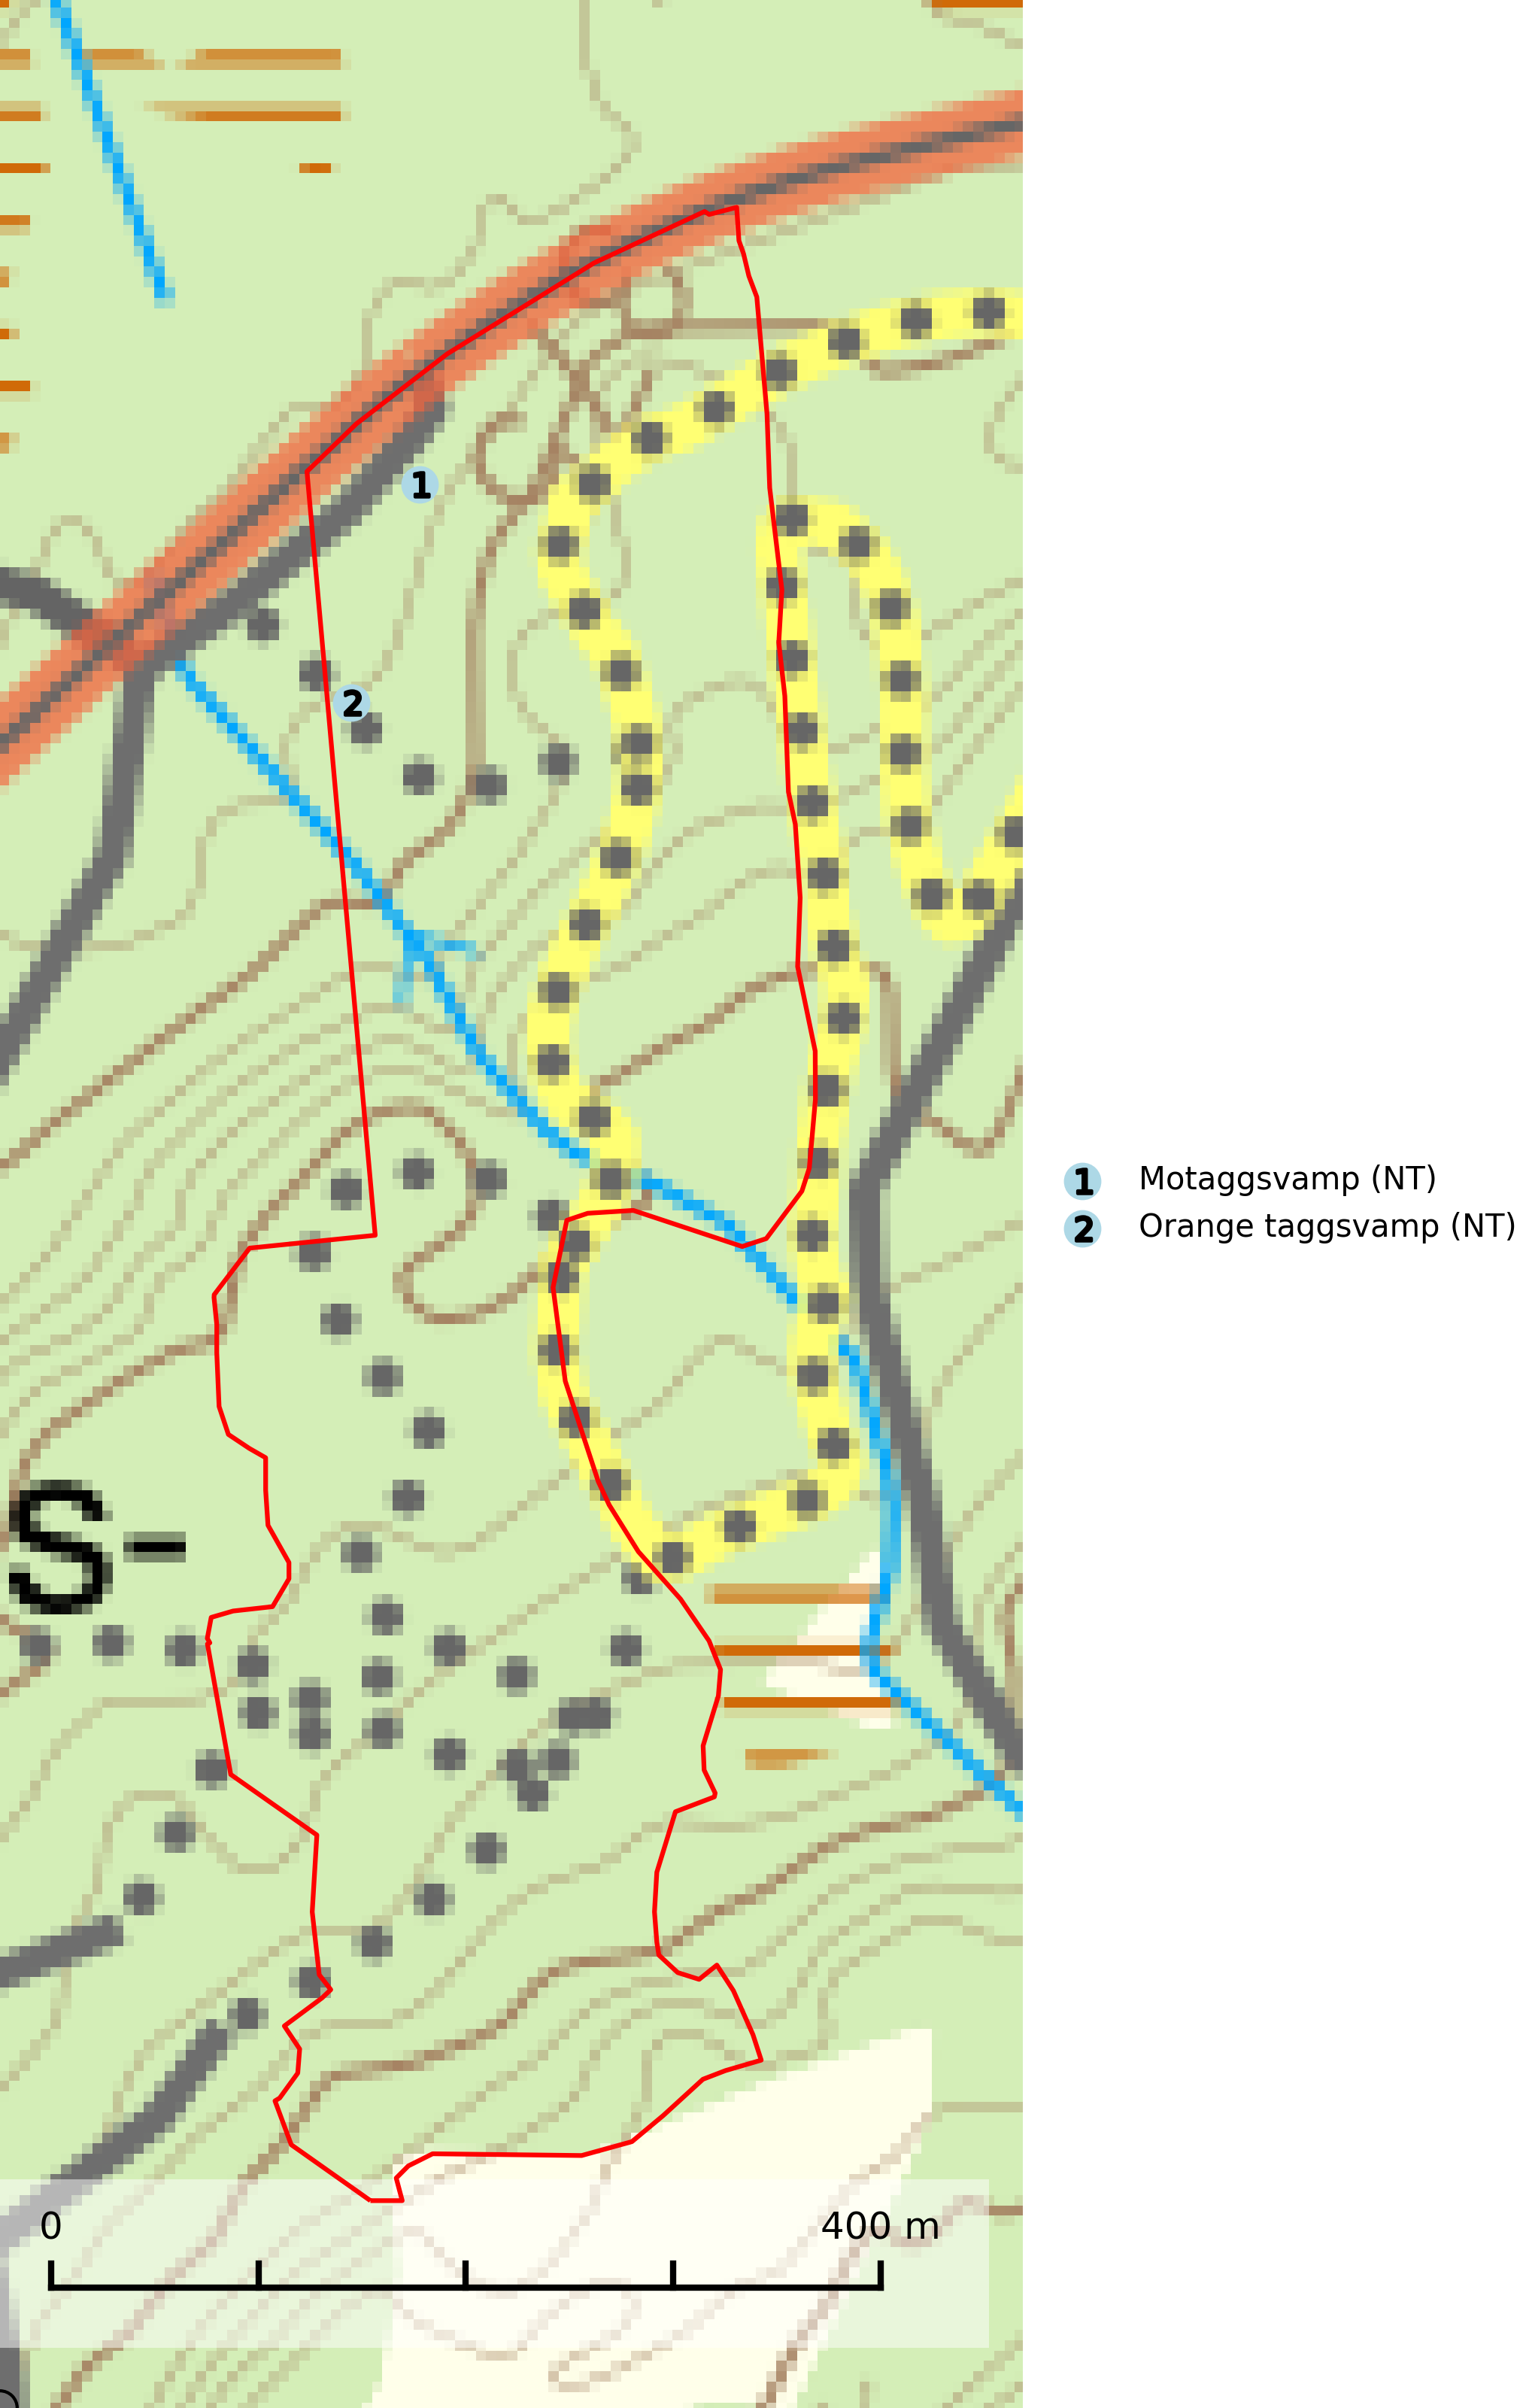 1
2
1 Motaggsvamp (NT)
2 Orange taggsvamp (NT)
S-
0 400 m